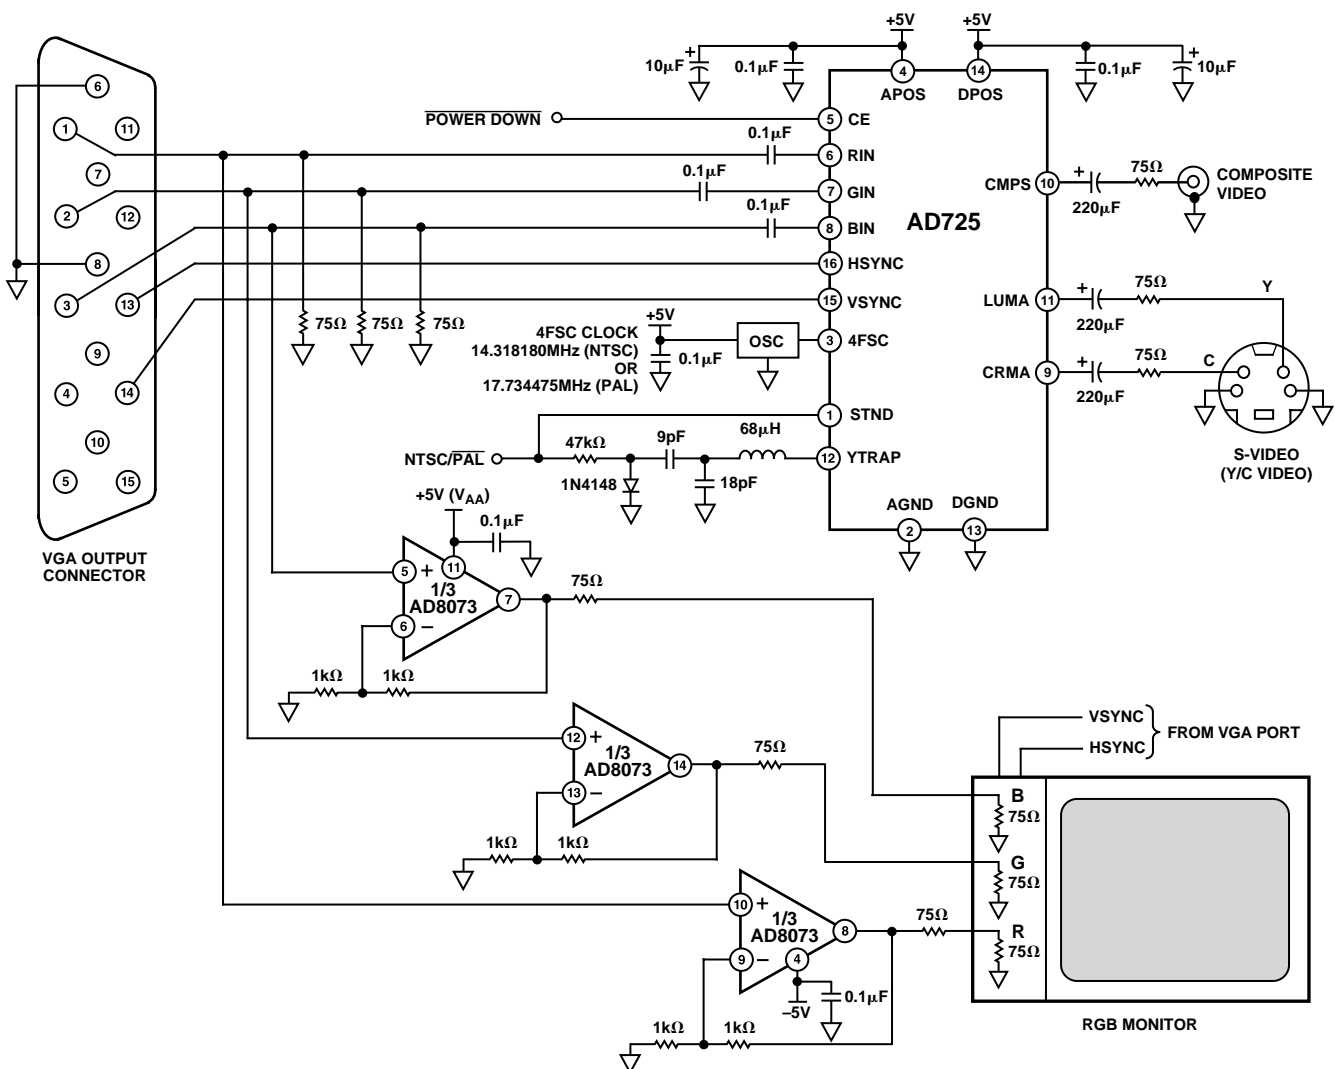 +5V
+5V
10μF
+
0.1μF
0.1μF
+
10μF
4
14
APOS
DPOS
6
1
11
7
2
12
8
3
13
9
4
14
10
5
15
VGA OUTPUT
CONNECTOR
POWER DOWN
5 CE
0.1μF
6 RIN
0.1μF
7 GIN
0.1μF
8 BIN
16 HSYNC
15 VSYNC
AD725
75Ω
75Ω
75Ω
+5V
4FSC CLOCK
14.318180MHz (NTSC)
OR
17.734475MHz (PAL)
0.1μF
OSC
3 4FSC
1 STND
NTSC/PAL
47kΩ
9pF
68μH
12 YTRAP
1N4148
18pF
AGND
DGND
2
13
CMPS 10
+
220μF
75Ω
COMPOSITE
VIDEO
LUMA 11
+
220μF
75Ω
Y
CRMA 9
+
220μF
75Ω
C
S-VIDEO
(Y/C VIDEO)
+5V (VAA)
0.1μF
11
5 +
1/3
AD8073
6 –
7
75Ω
1kΩ
1kΩ
12 +
1/3
AD8073
13 –
14
75Ω
1kΩ
1kΩ
10 +
1/3
AD8073
9 –
4
8
75Ω
0.1μF
–5V
1kΩ
1kΩ
VSYNC
HSYNC
FROM VGA PORT
B
75Ω
G
75Ω
R
75Ω
RGB MONITOR